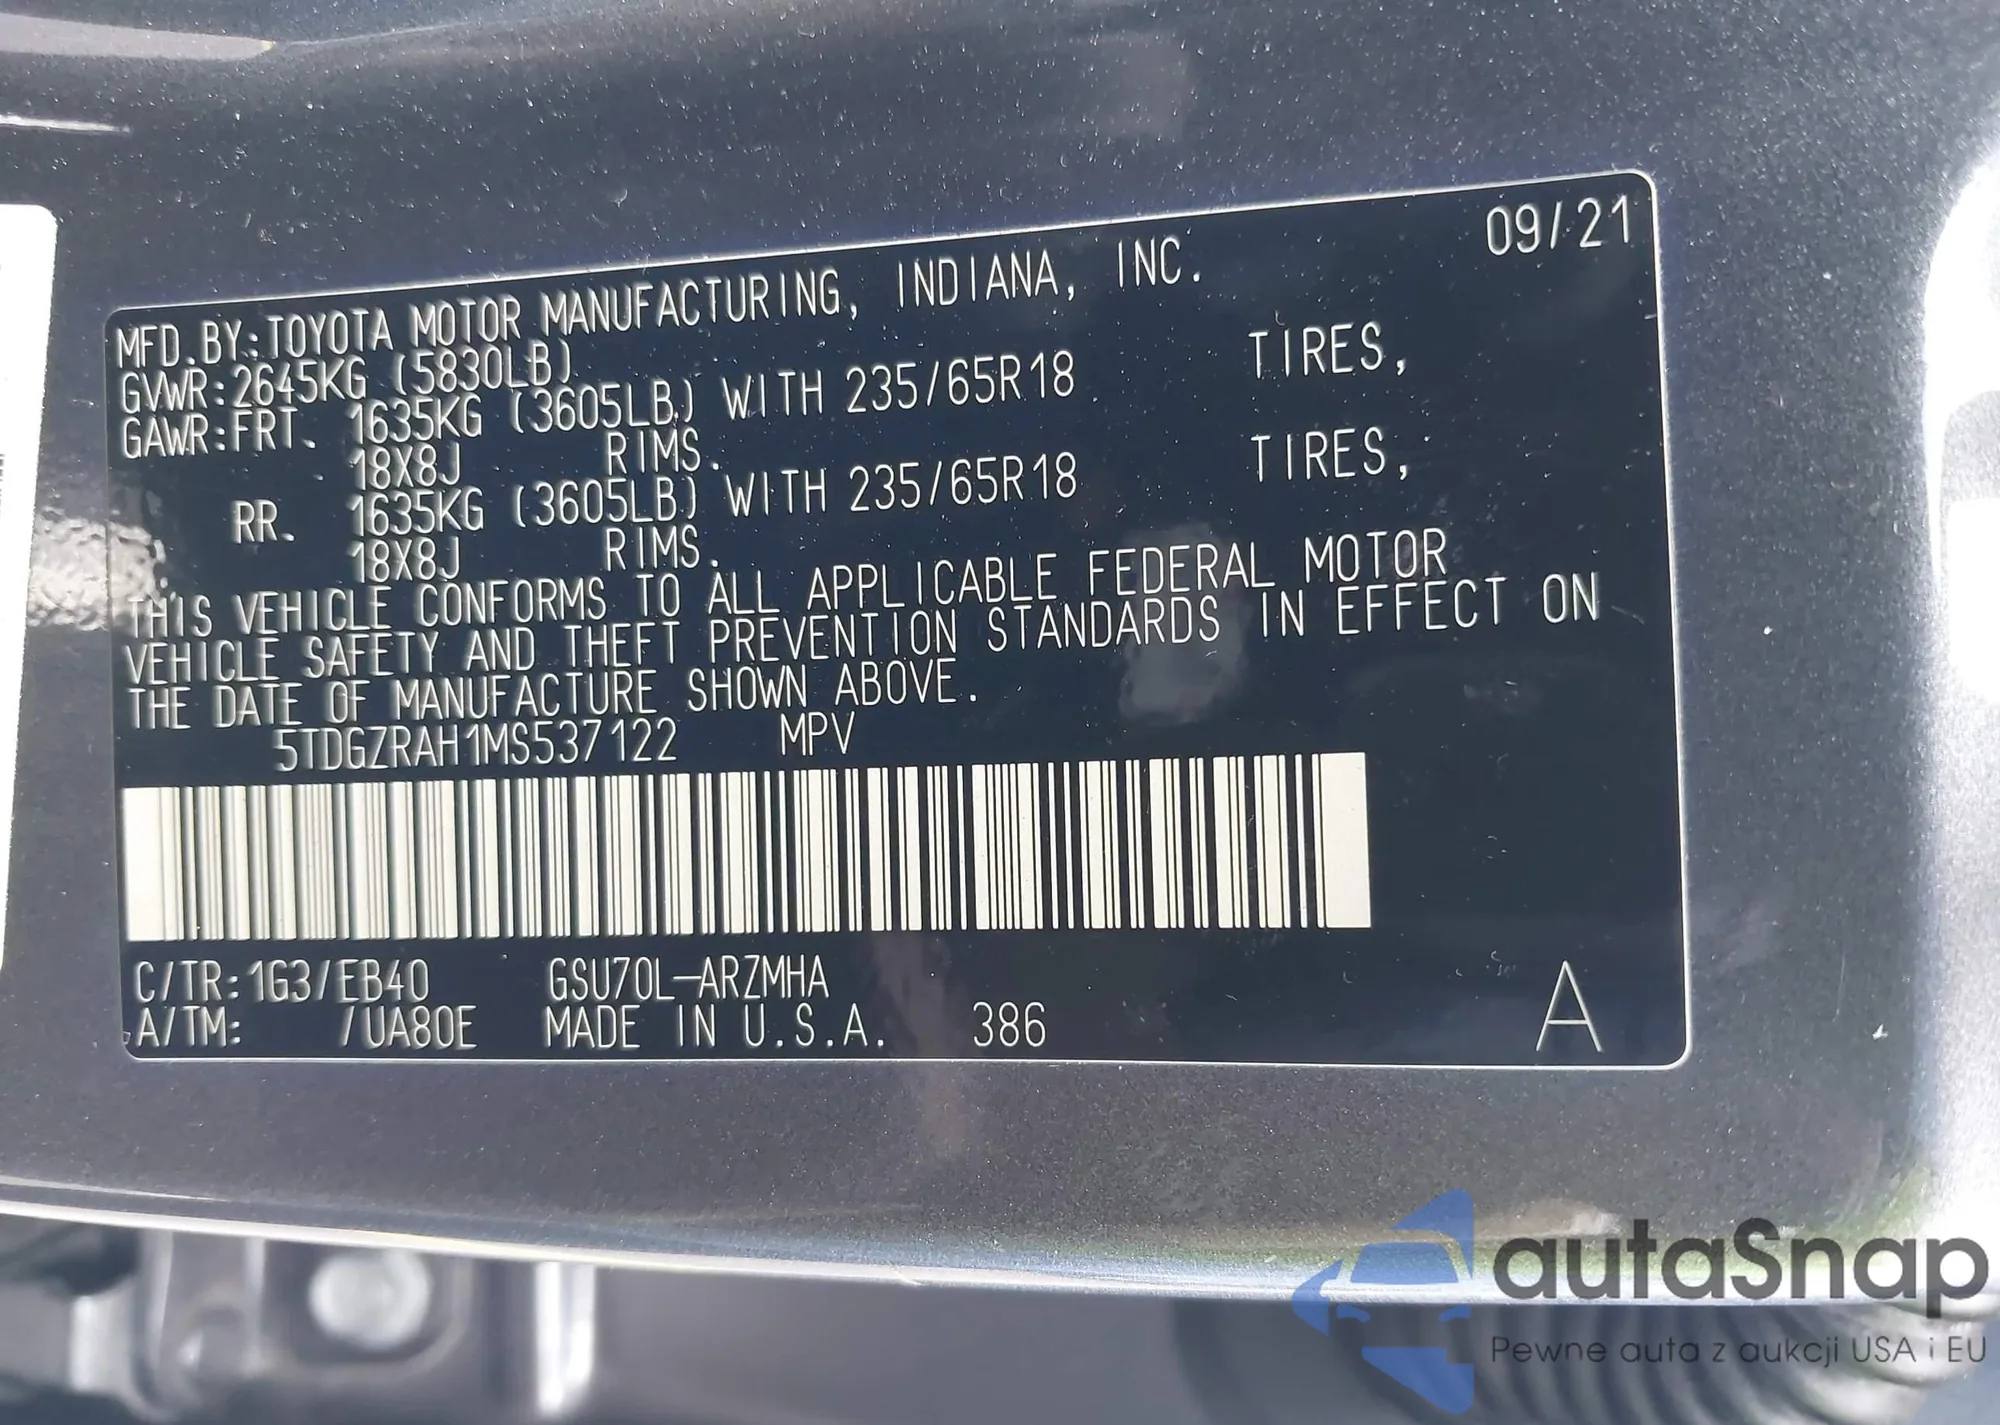 09/21
MFD. BY: TOYOTA MOTOR MANUFACTURING, INDIANA, INC.
GVWR: 2645KG (5830LB)
GAWR: FRT. 1635KG (3605LB) WITH 235/65R18 TIRES,
18X8J RIMS.
RR. 1635KG (3605LB) WITH 235/65R18 TIRES,
18X8J RIMS.
THIS VEHICLE CONFORMS TO ALL APPLICABLE FEDERAL MOTOR
VEHICLE SAFETY AND THEFT PREVENTION STANDARDS IN EFFECT ON
THE DATE OF MANUFACTURE SHOWN ABOVE.
5TDGZRAH1MS537122 MPV
C/TR: 1G3/EB40 GSU70L-ARZMHA
A/TM: /UA80E MADE IN U.S.A. 386 A
autaSnap
Pewne auta z aukcji USA i EU